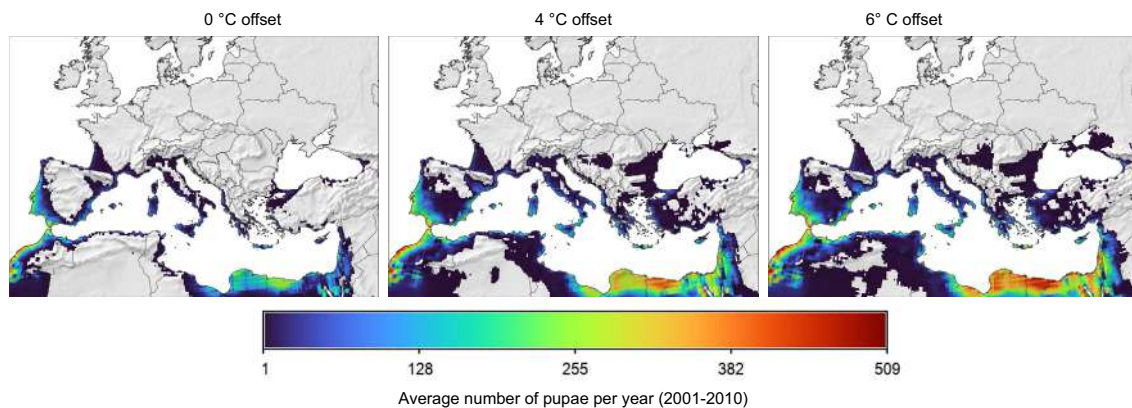 0 °C offset
4 °C offset
6° C offset
1
128
255
382
509
Average number of pupae per year (2001-2010)